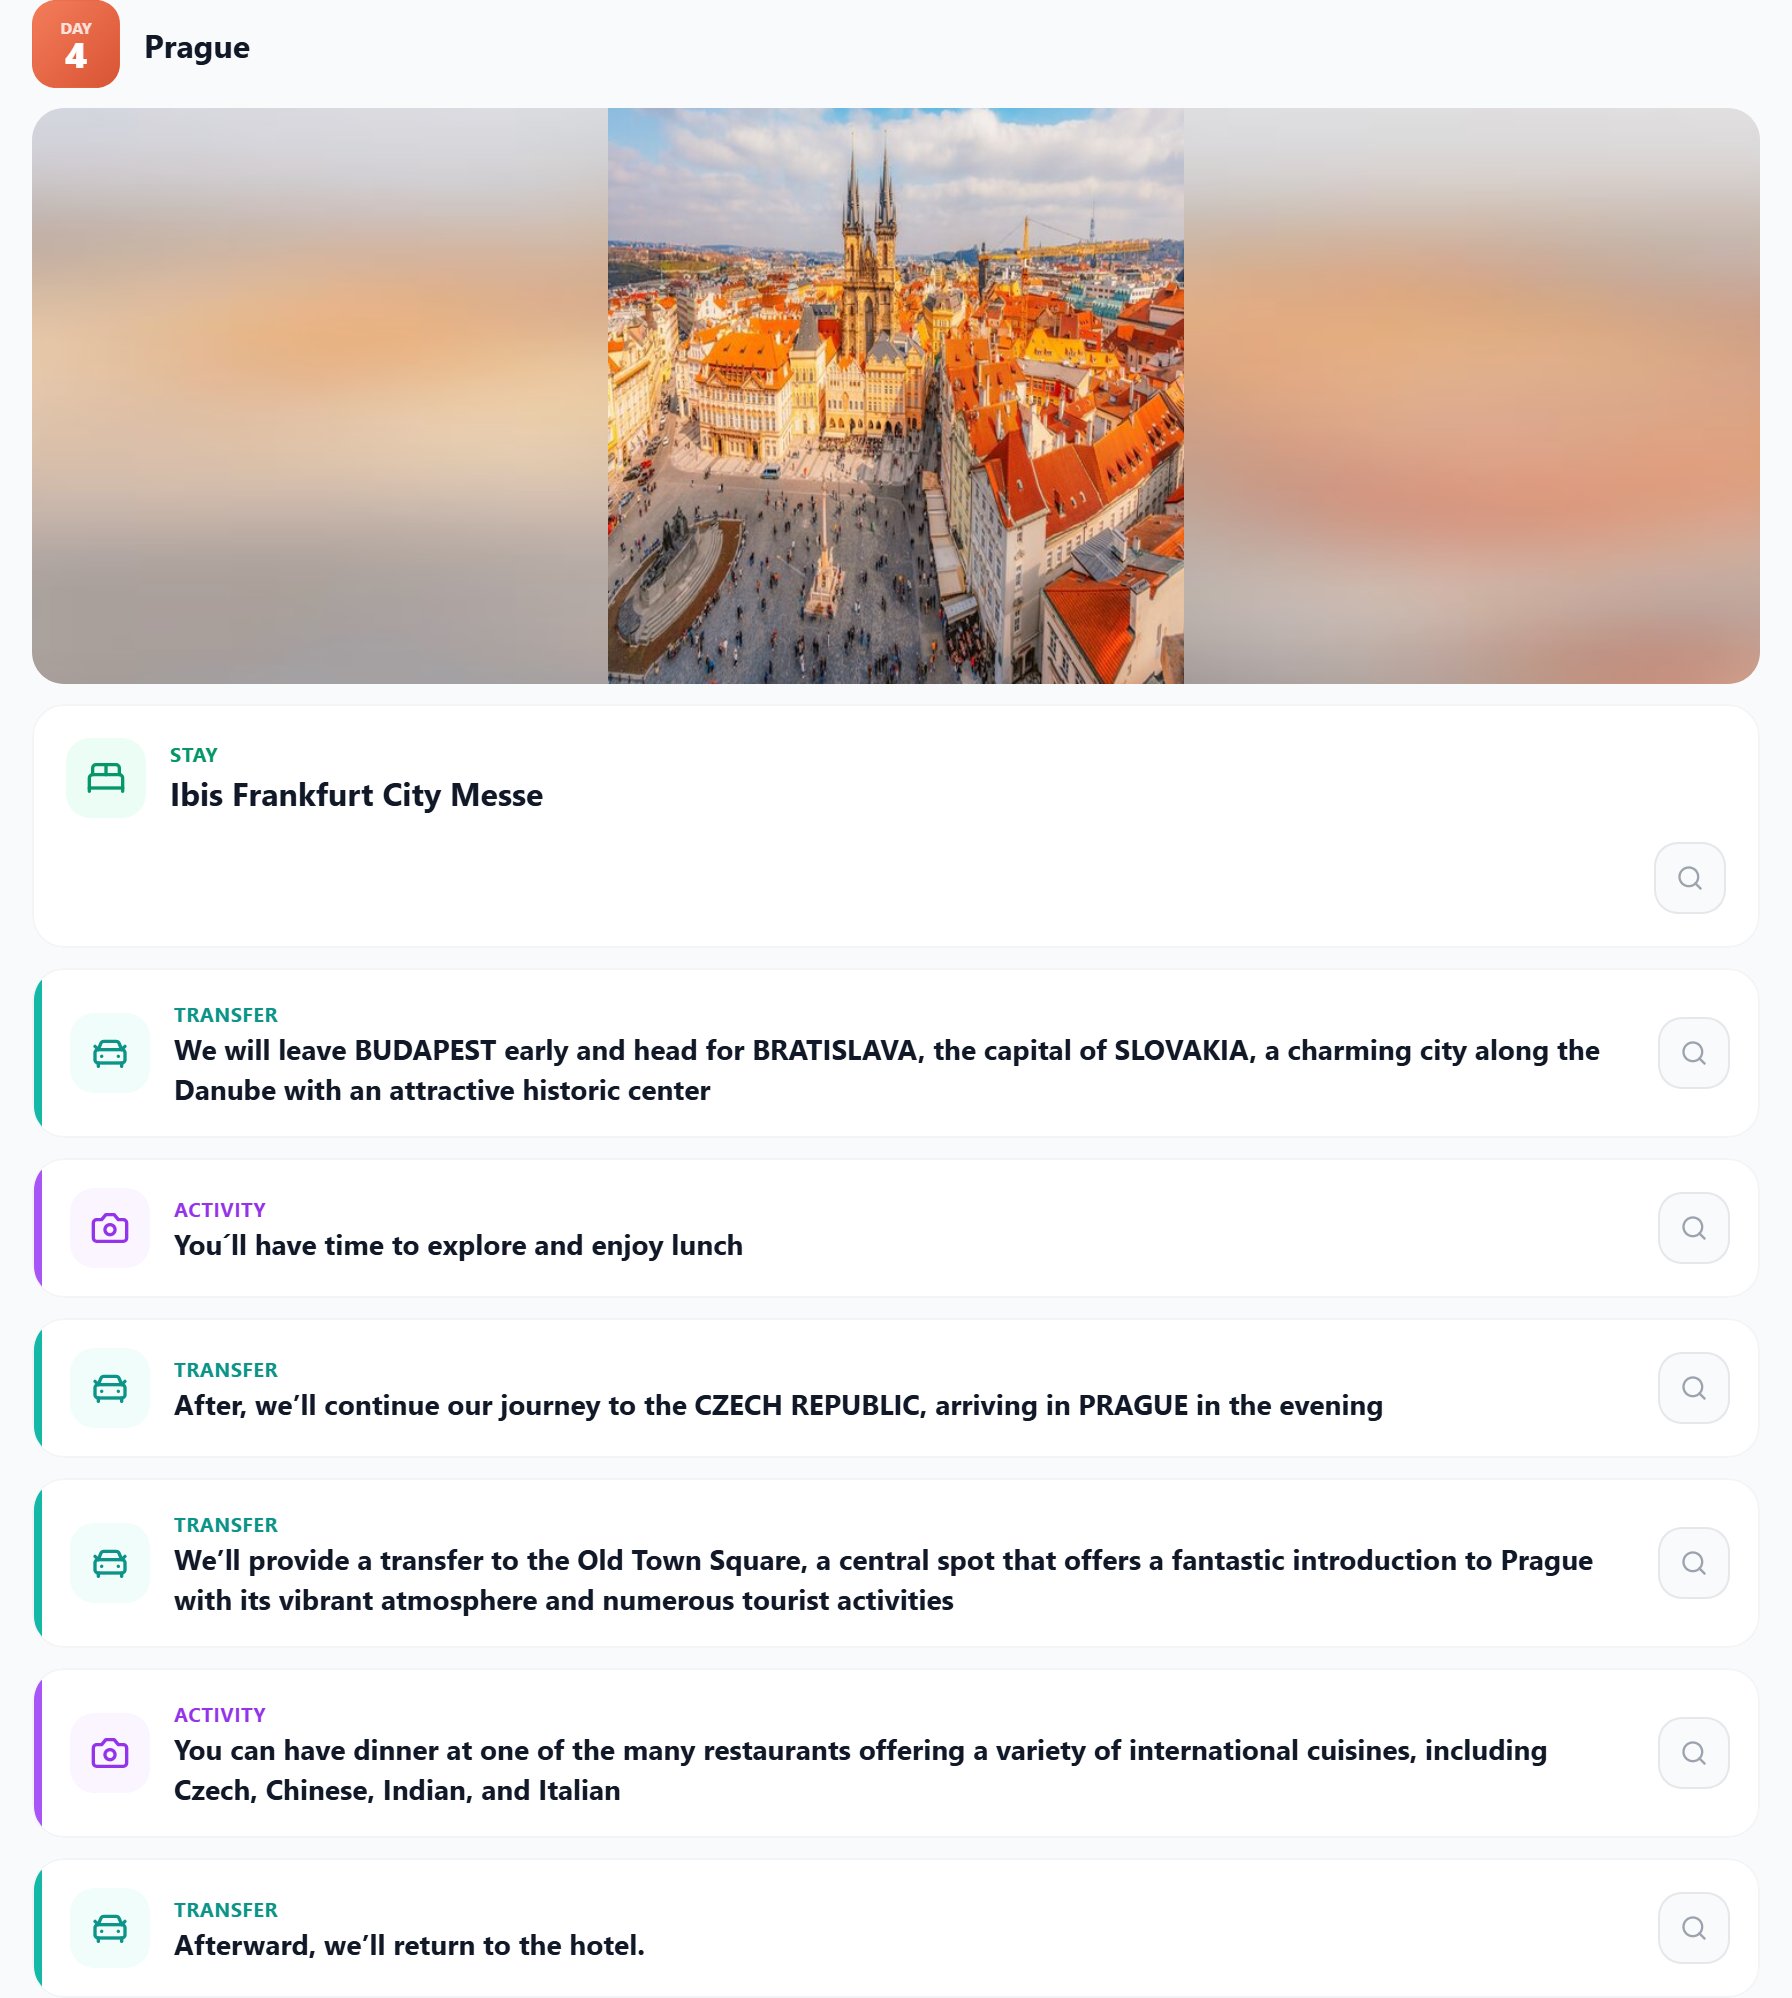 DAY
4
Prague
STAY
Ibis Frankfurt City Messe
TRANSFER
We will leave BUDAPEST early and head for BRATISLAVA, the capital of SLOVAKIA, a charming city along the
Danube with an attractive historic center
ACTIVITY
You´ll have time to explore and enjoy lunch
TRANSFER
After, we’ll continue our journey to the CZECH REPUBLIC, arriving in PRAGUE in the evening
TRANSFER
We’ll provide a transfer to the Old Town Square, a central spot that offers a fantastic introduction to Prague
with its vibrant atmosphere and numerous tourist activities
ACTIVITY
You can have dinner at one of the many restaurants offering a variety of international cuisines, including
Czech, Chinese, Indian, and Italian
TRANSFER
Afterward, we’ll return to the hotel.